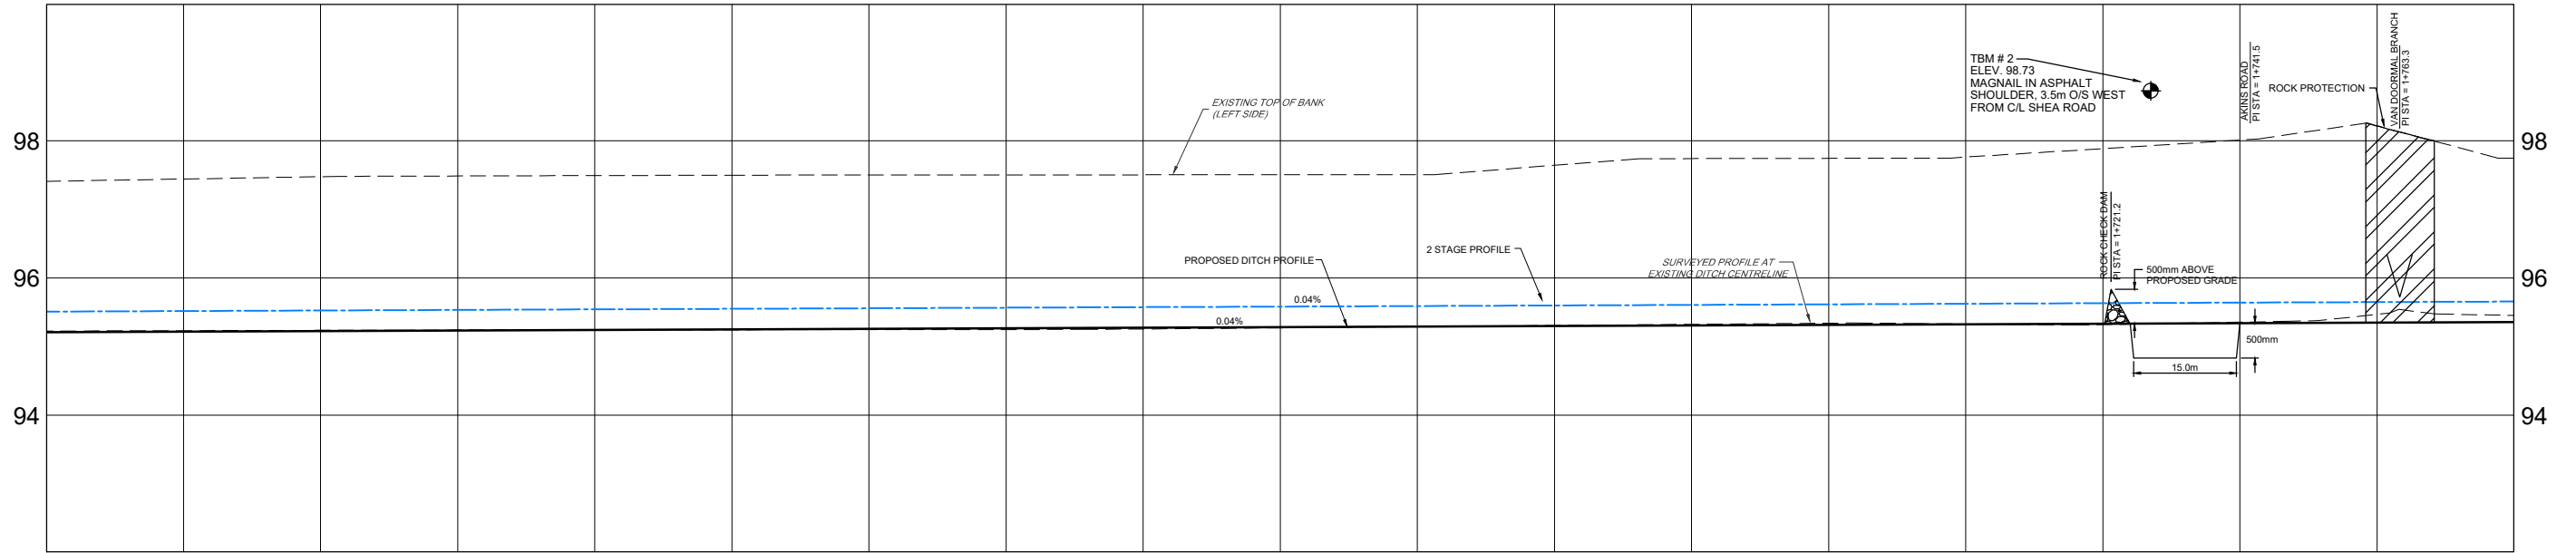 TBM # 2
ELEV. 98.73
MAGNAIL IN ASPHALT
SHOULDER, 3.5m O/S WEST
FROM C/L SHEA ROAD
AKINS ROAD
PI STA = 1+741.5
ROCK PROTECTION
VAN DOORMAL BRANCH
PI STA = 1+763.3
EXISTING TOP OF BANK
(LEFT SIDE)
98
98
ROCK CHECK DAM
PI STA = 1+721.2
PROPOSED DITCH PROFILE
2 STAGE PROFILE
SURVEYED PROFILE AT
EXISTING DITCH CENTRELINE
500mm ABOVE
PROPOSED GRADE
96
96
0.04%
0.04%
500mm
15.0m
94
94